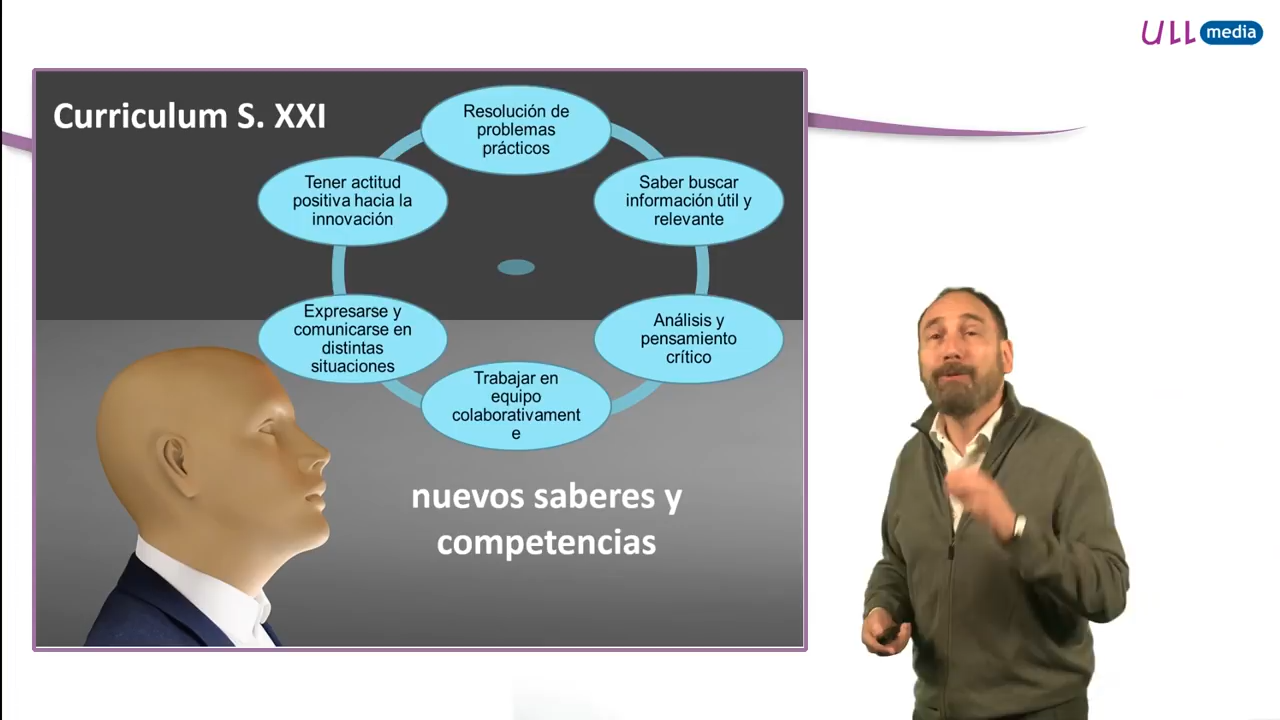 ULL media
Curriculum S. XXI
Resolución de
problemas
prácticos
Tener actitud
positiva hacia la
innovación
Saber buscar
información útil y
relevante
Expresarse y
comunicarse en
distintas
situaciones
Análisis y
pensamiento
crítico
Trabajar en
equipo
colaborativament
e
nuevos saberes y
competencias